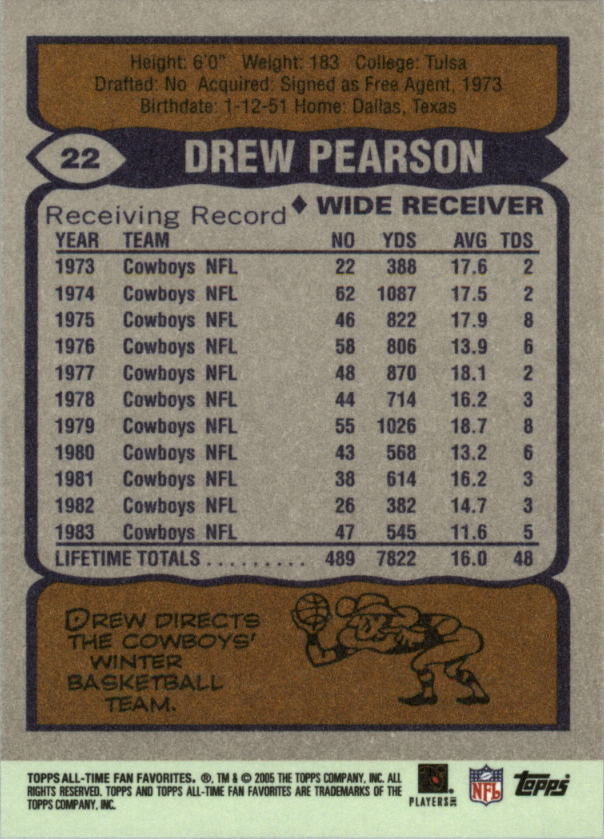 Height: 6'0" Weight: 183 College: Tulsa
Drafted: No Acquired: Signed as Free Agent, 1973
Birthdate: 1-12-51 Home: Dallas, Texas
22 DREW PEARSON
Receiving Record ♦ WIDE RECEIVER
YEAR TEAM NO YDS AVG TDS
1973 Cowboys NFL 22 388 17.6 2
1974 Cowboys NFL 62 1087 17.5 2
1975 Cowboys NFL 46 822 17.9 8
1976 Cowboys NFL 58 806 13.9 6
1977 Cowboys NFL 48 870 18.1 2
1978 Cowboys NFL 44 714 16.2 3
1979 Cowboys NFL 55 1026 18.7 8
1980 Cowboys NFL 43 568 13.2 6
1981 Cowboys NFL 38 614 16.2 3
1982 Cowboys NFL 26 382 14.7 3
1983 Cowboys NFL 47 545 11.6 5
LIFETIME TOTALS ......... 489 7822 16.0 48
DREW DIRECTS
THE COWBOYS'
WINTER
BASKETBALL
TEAM.
TOPPS ALL-TIME FAN FAVORITES. ®, TM & © 2005 THE TOPPS COMPANY, INC. ALL
RIGHTS RESERVED. TOPPS AND TOPPS ALL-TIME FAN FAVORITES ARE TRADEMARKS OF THE
TOPPS COMPANY, INC.
PLAYERS INC
NFL
topps